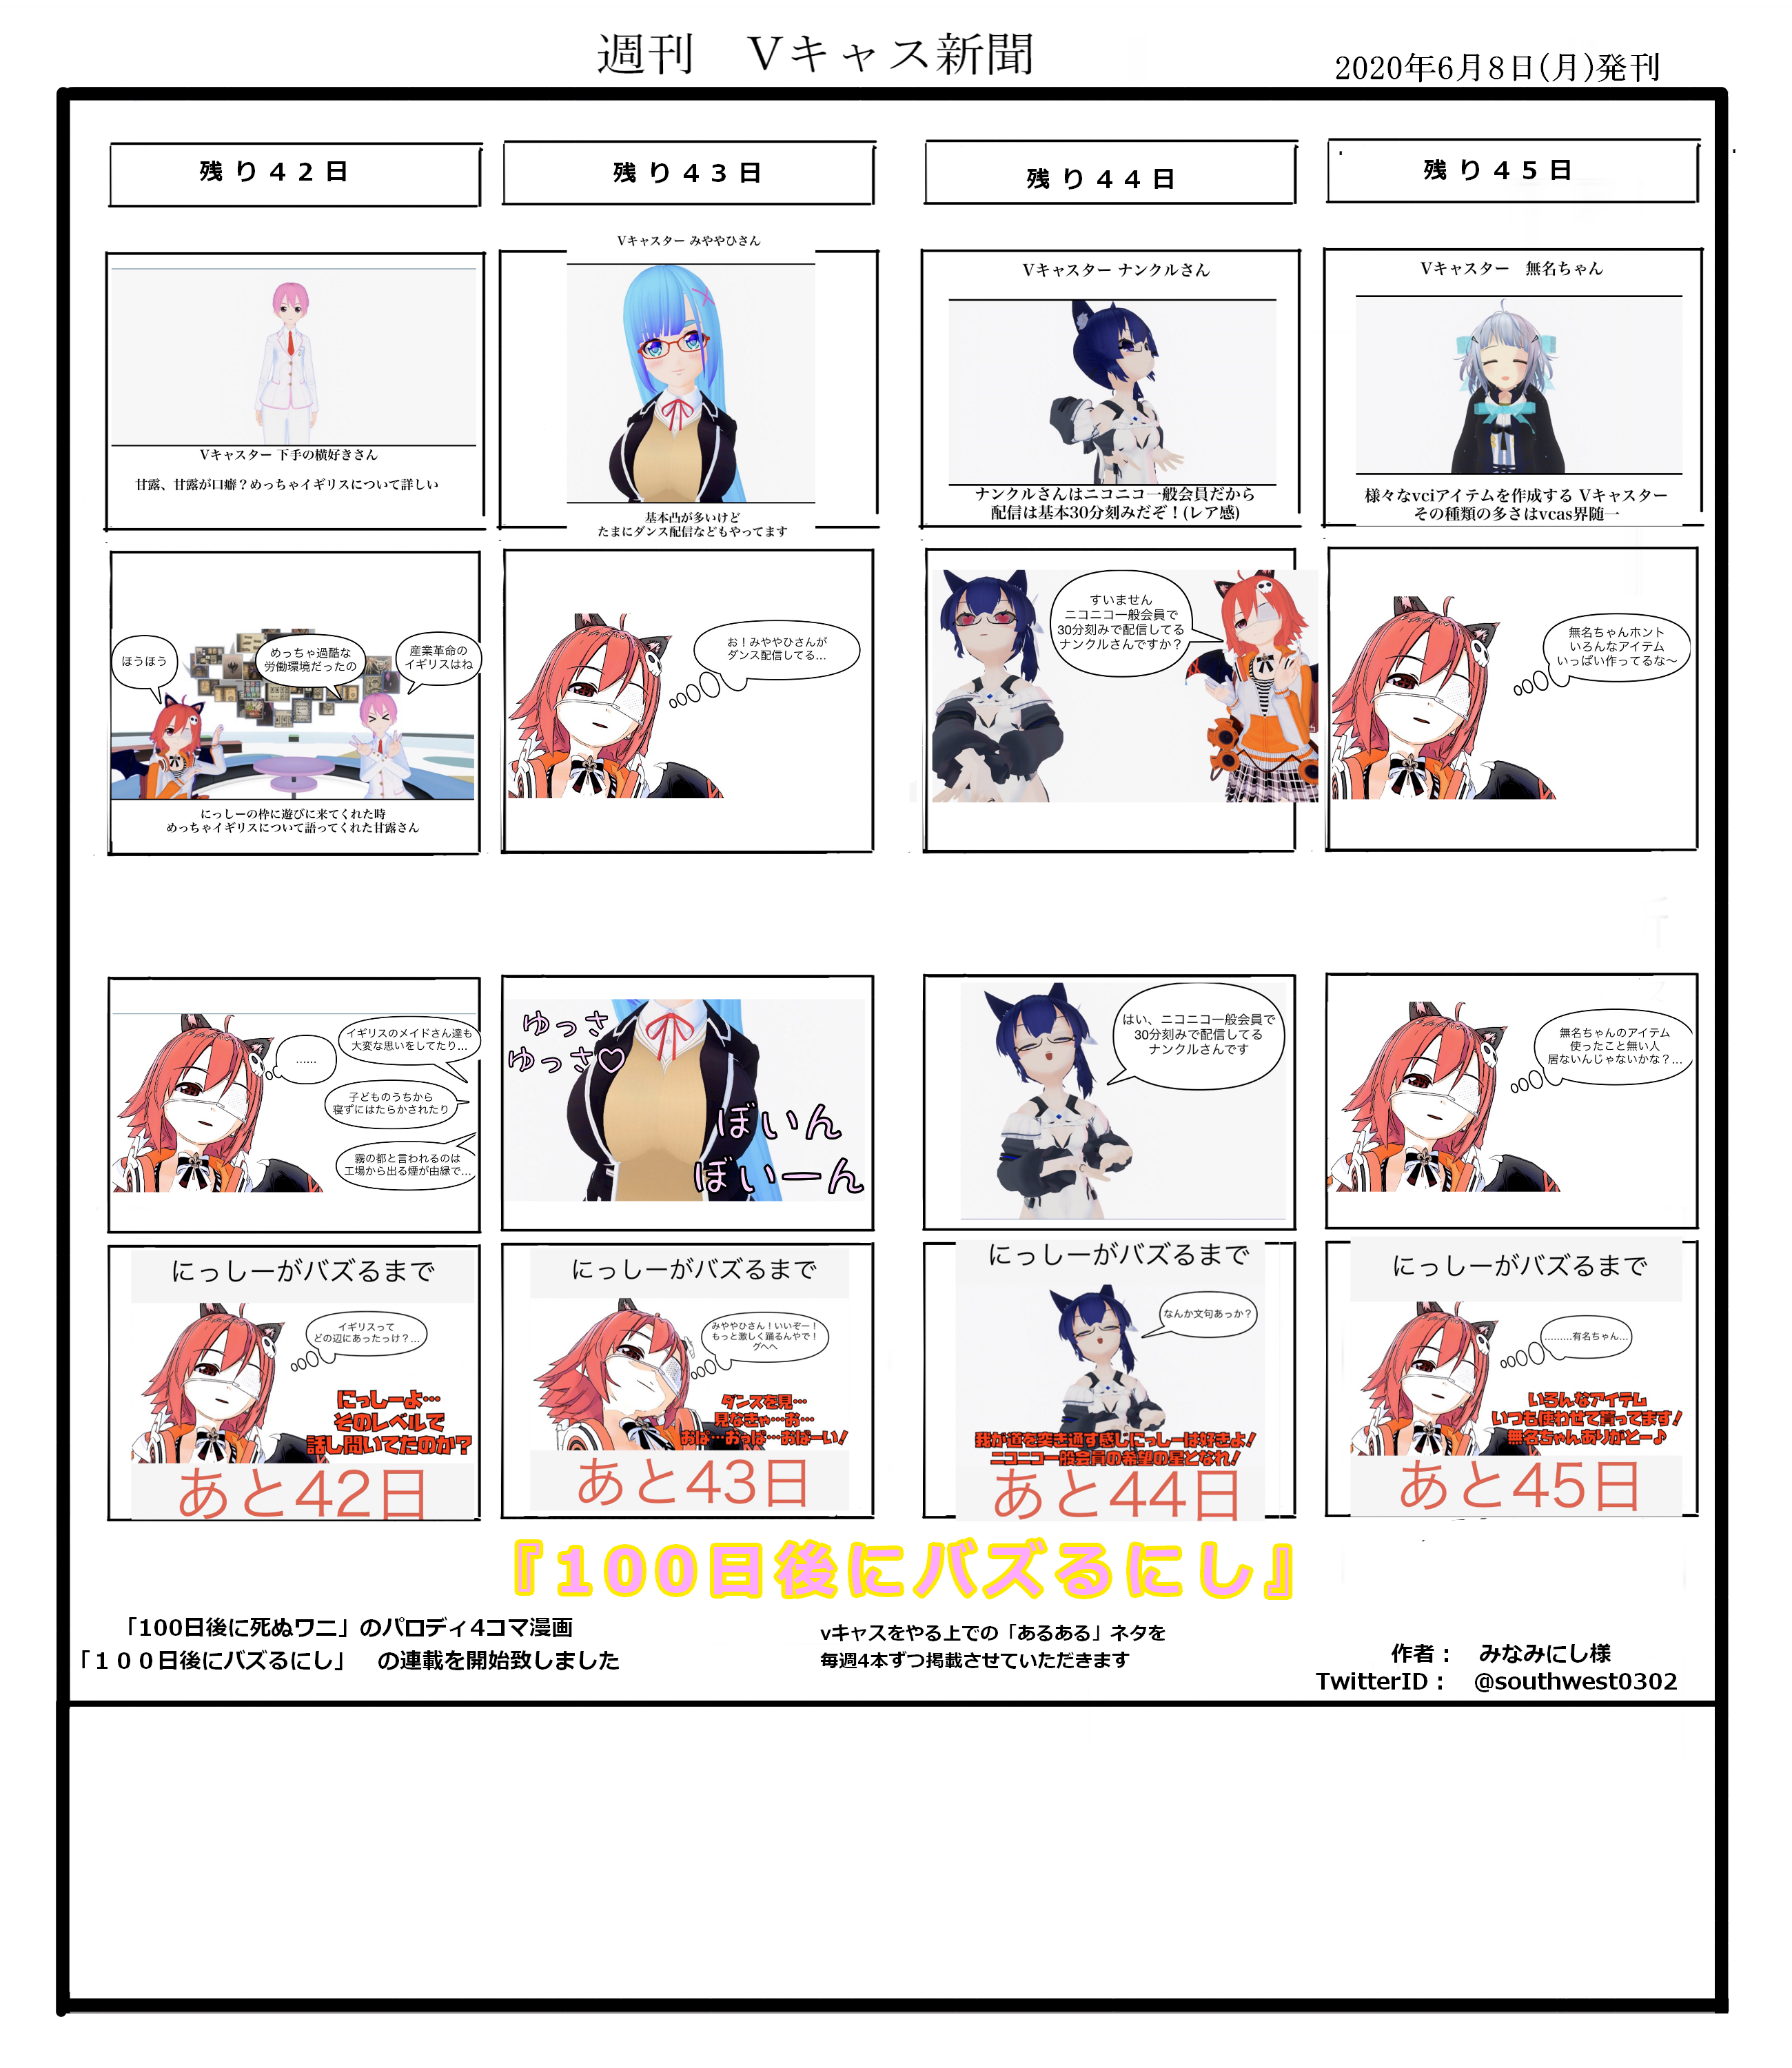 週刊　Vキャス新聞
2020年6月8日(月)発刊
残り４５日
Vキャスター　無名ちゃん
様々なvciアイテムを作成する Vキャスター
その種類の多さはvcas界随一
無名ちゃんホント
いろんなアイテム
いっぱい作ってるな〜
無名ちゃんのアイテム
使ったこと無い人
居ないんじゃないかな？...
にっしーがバズるまで
.........有名ちゃん...
いろんなアイテム
いつも使わせて貰ってます！
無名ちゃんありがとー♪
あと45日
残り４４日
Vキャスター ナンクルさん
ナンクルさんはニコニコ一般会員だから
配信は基本30分刻みだぞ！(レア感)
すいません
ニコニコ一般会員で
30分刻みで配信してる
ナンクルさんですか？
はい、ニコニコ一般会員で
30分刻みで配信してる
ナンクルさんです
にっしーがバズるまで
なんか文句あっか？
我が道を突き通す感じにっしーは好きよ！
ニコニコ一般会員の希望の星となれ！
あと44日
残り４３日
Vキャスター みややひさん
基本凸が多いけど
たまにダンス配信などもやってます
お！みややひさんが
ダンス配信してる...
ゆっさ
ゆっさ♡
ぼいん
ぼいーん
にっしーがバズるまで
みややひさん！いいぞー！
もっと激しく踊るんやで！
グヘヘ
ダンスを見…
見なきゃ…お…
おぱ…おっぱ…おぱーい！
あと43日
残り４２日
Vキャスター 下手の横好きさん
甘露、甘露が口癖？めっちゃイギリスについて詳しい
産業革命の
イギリスはね
めっちゃ過酷な
労働環境だったの
ほうほう
にっしーの枠に遊びに来てくれた時
めっちゃイギリスについて語ってくれた甘露さん
イギリスのメイドさん達も
大変な思いをしてたり...
......
子どものうちから
寝ずにはたらかされたり
霧の都と言われるのは
工場から出る煙が由縁で...
にっしーがバズるまで
イギリスって
どの辺にあったっけ？...
にっしーよ…
そのレベルで
話し聞いてたのか？
あと42日
『100日後にバズるにし』
「100日後に死ぬワニ」のパロディ4コマ漫画
「１００日後にバズるにし」　の連載を開始致しました
vキャスをやる上での「あるある」ネタを
毎週4本ずつ掲載させていただきます
作者：　みなみにし様
TwitterID：　@southwest0302